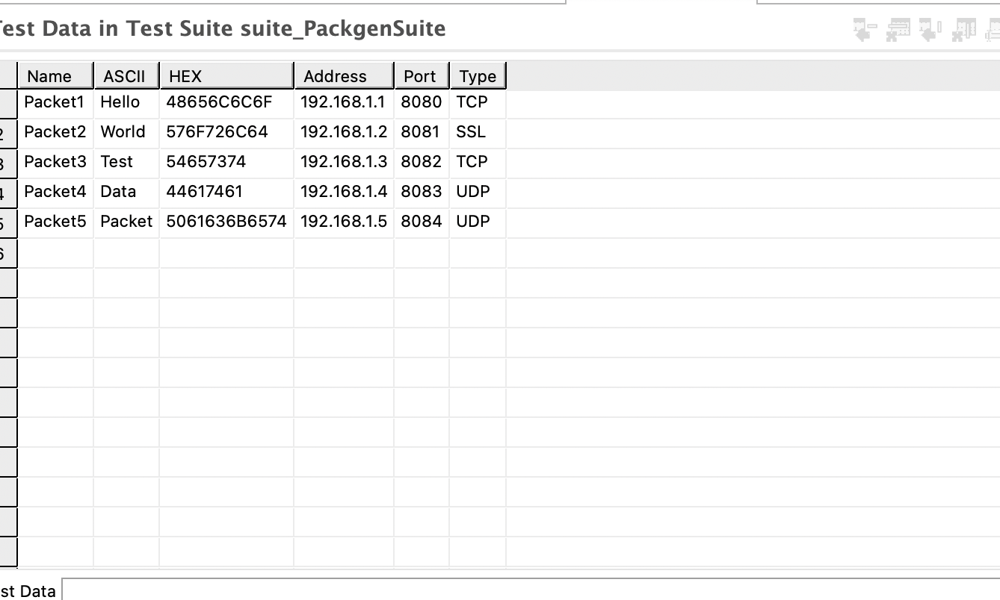 Test Data in Test Suite suite_PackgenSuite
Name ASCII HEX Address Port Type
Packet1 Hello 48656C6C6F 192.168.1.1 8080 TCP
2 Packet2 World 576F726C64 192.168.1.2 8081 SSL
3 Packet3 Test 54657374 192.168.1.3 8082 TCP
4 Packet4 Data 44617461 192.168.1.4 8083 UDP
5 Packet5 Packet 5061636B6574 192.168.1.5 8084 UDP
6
st Data